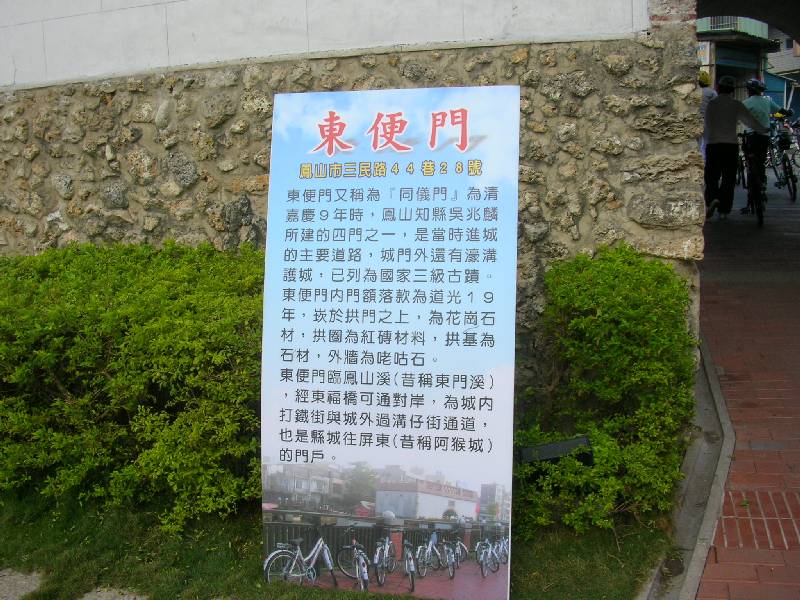 東便門
鳳山市三民路44巷28號
東便門又稱為『同儀門』為清
嘉慶9年時，鳳山知縣吳兆麟
所建的四門之一，是當時進城
的主要道路，城門外還有濠溝
護城，已列為國家三級古蹟。
東便門內門額落款為道光19
年，崁於拱門之上，為花崗石
材，拱圈為紅磚材料，拱基為
石材，外牆為咾咕石。
東便門臨鳳山溪(昔稱東門溪)
，經東福橋可通對岸，為城內
打鐵街與城外過溝仔街通道，
也是縣城往屏東(昔稱阿猴城)
的門戶。